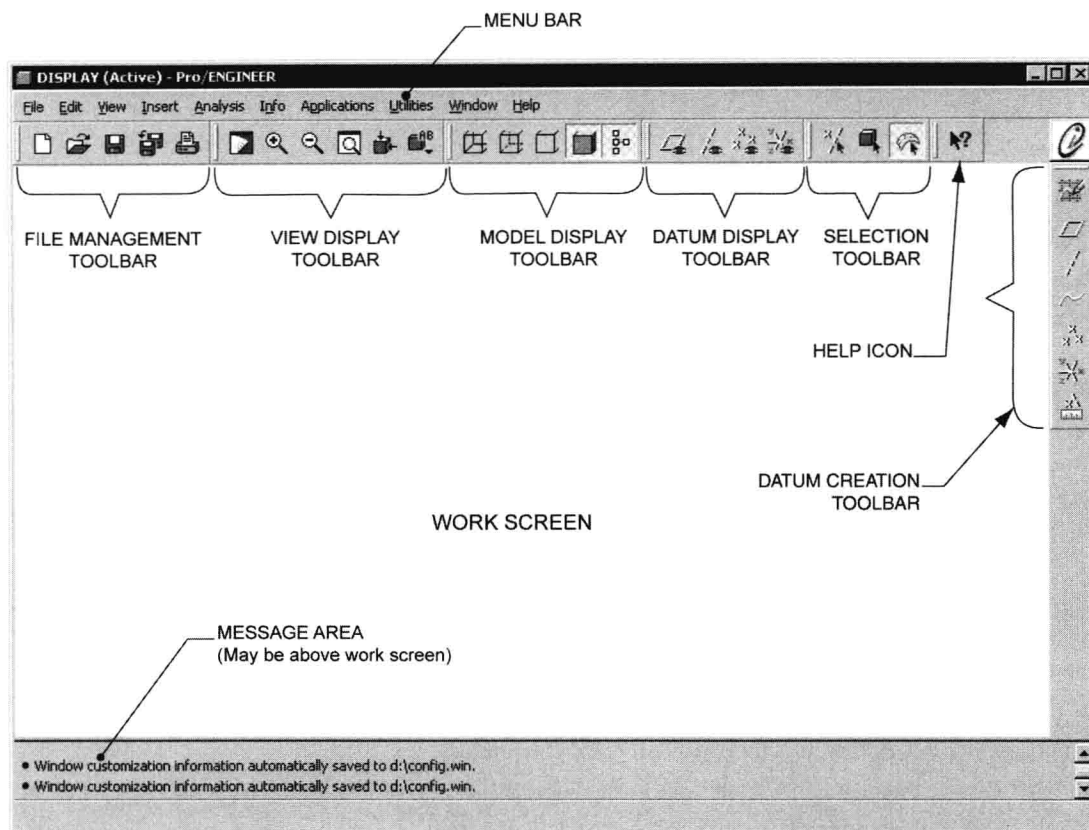 MENU BAR
DISPLAY (Active) - Pro/ENGINEER
File Edit View Insert Analysis Info Applications Utilities Window Help
FILE MANAGEMENT
TOOLBAR
VIEW DISPLAY
TOOLBAR
MODEL DISPLAY
TOOLBAR
DATUM DISPLAY
TOOLBAR
SELECTION
TOOLBAR
HELP ICON
DATUM CREATION
TOOLBAR
WORK SCREEN
MESSAGE AREA
(May be above work screen)
• Window customization information automatically saved to d:\config.win.
• Window customization information automatically saved to d:\config.win.